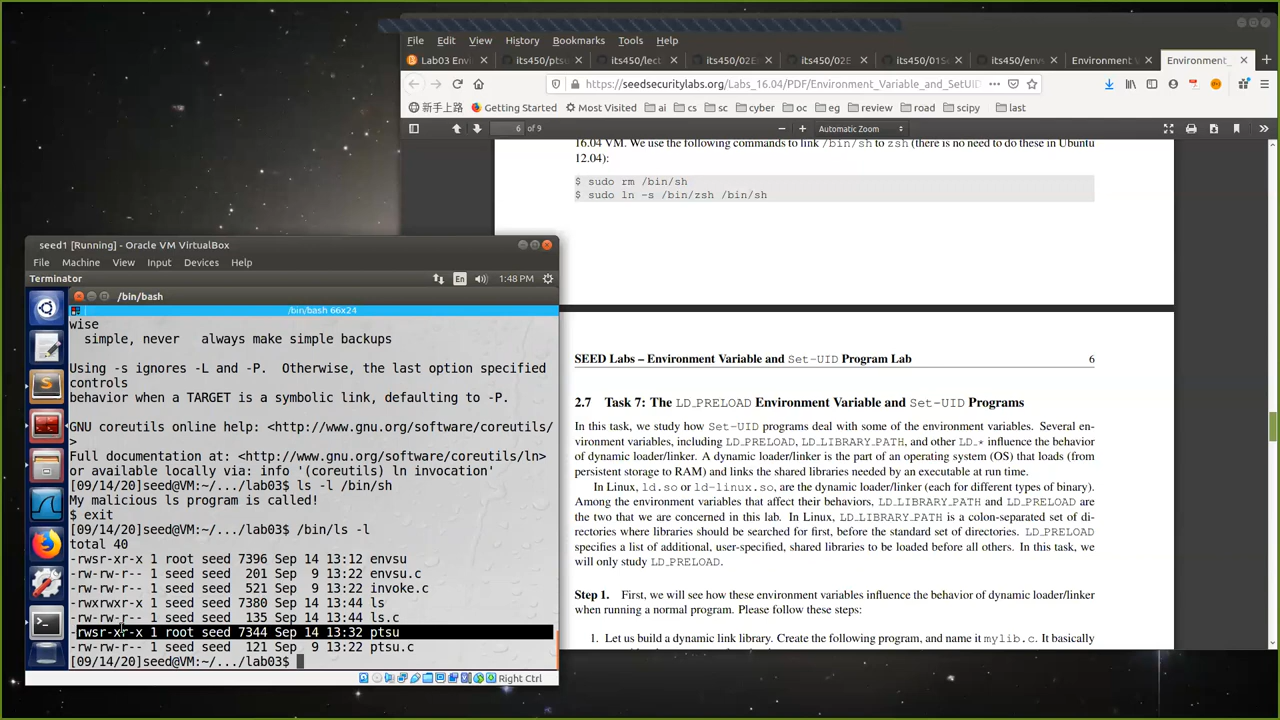 File Edit View History Bookmarks Tools Help
Lab03 Envi
its450/ptsu
its450/lect
its450/02E
its450/02E
its450/01S
its450/env
Environment V
Environment_
https://seedsecuritylabs.org/Labs_16.04/PDF/Environment_Variable_and_SetUID
新手上路 Getting Started Most Visited ai cs sc cyber oc eg review road scipy last
6 of 9
Automatic Zoom
16.04 VM. We use the following commands to link /bin/sh to zsh (there is no need to do these in Ubuntu
12.04):
$ sudo rm /bin/sh
$ sudo ln -s /bin/zsh /bin/sh
SEED Labs – Environment Variable and Set-UID Program Lab 6
2.7 Task 7: The LD_PRELOAD Environment Variable and Set-UID Programs
In this task, we study how Set-UID programs deal with some of the environment variables. Several en-
vironment variables, including LD_PRELOAD, LD_LIBRARY_PATH, and other LD_* influence the behavior
of dynamic loader/linker. A dynamic loader/linker is the part of an operating system (OS) that loads (from
persistent storage to RAM) and links the shared libraries needed by an executable at run time.
In Linux, ld.so or ld-linux.so, are the dynamic loader/linker (each for different types of binary).
Among the environment variables that affect their behaviors, LD_LIBRARY_PATH and LD_PRELOAD are
the two that we are concerned in this lab. In Linux, LD_LIBRARY_PATH is a colon-separated set of di-
rectories where libraries should be searched for first, before the standard set of directories. LD_PRELOAD
specifies a list of additional, user-specified, shared libraries to be loaded before all others. In this task, we
will only study LD_PRELOAD.
Step 1. First, we will see how these environment variables influence the behavior of dynamic loader/linker
when running a normal program. Please follow these steps:
1. Let us build a dynamic link library. Create the following program, and name it mylib.c. It basically
seed1 [Running] - Oracle VM VirtualBox
File Machine View Input Devices Help
Terminator En 1:48 PM
/bin/bash
/bin/bash 66x24
wise
simple, never always make simple backups
Using -s ignores -L and -P. Otherwise, the last option specified
controls
behavior when a TARGET is a symbolic link, defaulting to -P.
GNU coreutils online help: <http://www.gnu.org/software/coreutils/
>
Full documentation at: <http://www.gnu.org/software/coreutils/ln>
or available locally via: info '(coreutils) ln invocation'
[09/14/20]seed@VM:~/.../lab03$ ls -l /bin/sh
My malicious ls program is called!
$ exit
[09/14/20]seed@VM:~/.../lab03$ /bin/ls -l
total 40
-rwsr-xr-x 1 root seed 7396 Sep 14 13:12 envsu
-rw-rw-r-- 1 seed seed 201 Sep 9 13:22 envsu.c
-rw-rw-r-- 1 seed seed 521 Sep 9 13:22 invoke.c
-rwxrwxr-x 1 seed seed 7380 Sep 14 13:44 ls
-rw-rw-r-- 1 seed seed 135 Sep 14 13:44 ls.c
-rwsr-xr-x 1 root seed 7344 Sep 14 13:32 ptsu
-rw-rw-r-- 1 seed seed 121 Sep 9 13:22 ptsu.c
[09/14/20]seed@VM:~/.../lab03$
Right Ctrl